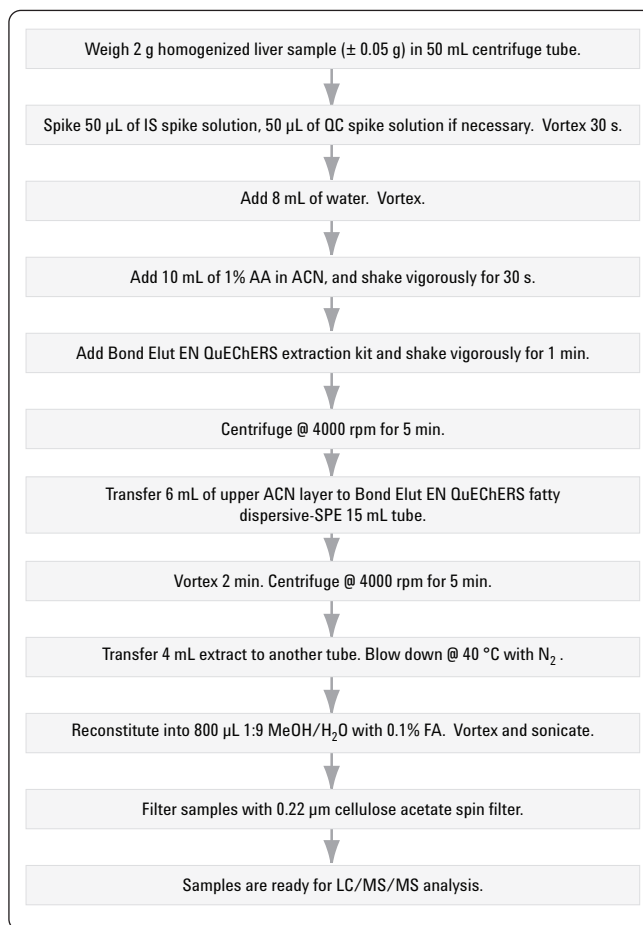 Weigh 2 g homogenized liver sample (± 0.05 g) in 50 mL centrifuge tube.
Spike 50 µL of IS spike solution, 50 µL of QC spike solution if necessary. Vortex 30 s.
Add 8 mL of water. Vortex.
Add 10 mL of 1% AA in ACN, and shake vigorously for 30 s.
Add Bond Elut EN QuEChERS extraction kit and shake vigorously for 1 min.
Centrifuge @ 4000 rpm for 5 min.
Transfer 6 mL of upper ACN layer to Bond Elut EN QuEChERS fatty
dispersive-SPE 15 mL tube.
Vortex 2 min. Centrifuge @ 4000 rpm for 5 min.
Transfer 4 mL extract to another tube. Blow down @ 40 °C with N₂ .
Reconstitute into 800 µL 1:9 MeOH/H₂O with 0.1% FA. Vortex and sonicate.
Filter samples with 0.22 µm cellulose acetate spin filter.
Samples are ready for LC/MS/MS analysis.